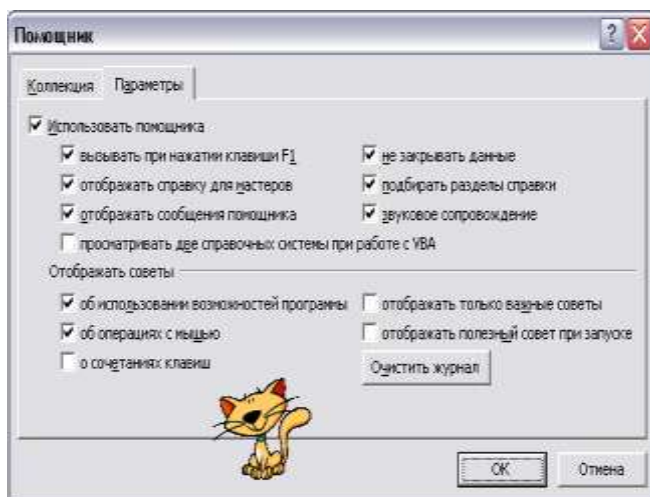 Помощник
Коллекция Параметры
Использовать помощника
вызывать при нажатии клавиши F1 не закрывать данные
отображать справку для мастеров подбирать разделы справки
отображать сообщения помощника звуковое сопровождение
просматривать две справочных системы при работе с VBA
Отображать советы
об использовании возможностей программы отображать только важные советы
об операциях с мышью отображать полезный совет при запуске
о сочетаниях клавиш Очистить журнал
OK Отмена